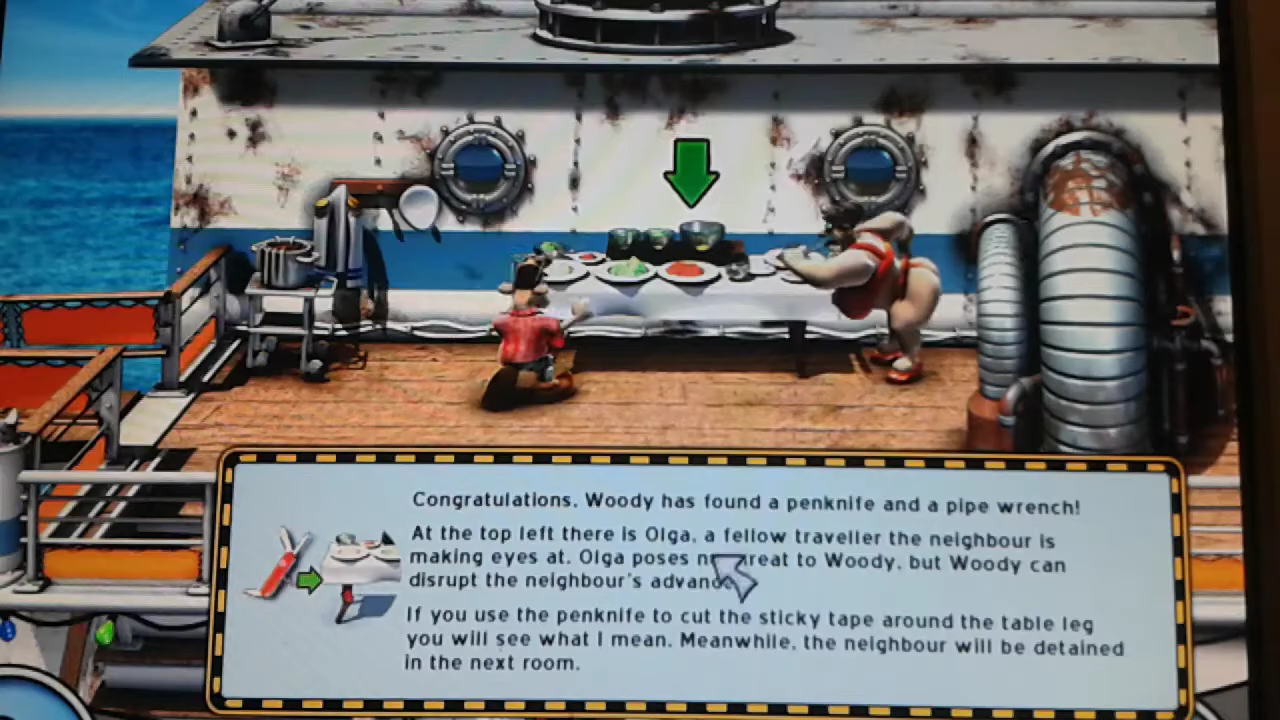 Congratulations. Woody has found a penknife and a pipe wrench!
At the top left there is Olga, a fellow traveller the neighbour is
making eyes at. Olga poses to Woody, but Woody can
disrupt the neighbour's
If you use the penknife to cut the sticky tape around the table leg
you will see what I mean. Meanwhile, the neighbour will be detained
in the next room.